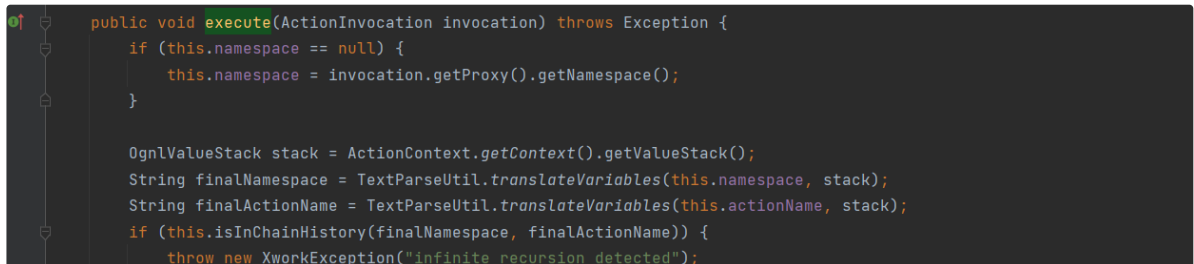 public void execute(ActionInvocation invocation) throws Exception {
if (this.namespace == null) {
this.namespace = invocation.getProxy().getNamespace();
}
OgnlValueStack stack = ActionContext.getContext().getValueStack();
String finalNamespace = TextParseUtil.translateVariables(this.namespace, stack);
String finalActionName = TextParseUtil.translateVariables(this.actionName, stack);
if (this.isInChainHistory(finalNamespace, finalActionName)) {
throw new XworkException("infinite recursion detected");